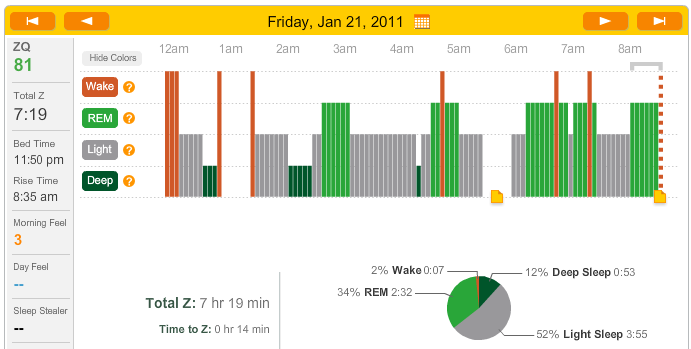 Friday, Jan 21, 2011
ZQ
81
Total Z
7:19
Bed Time
11:50 pm
Rise Time
8:35 am
Morning Feel
3
Day Feel
--
Sleep Stealer
--
Hide Colors
12am 1am 2am 3am 4am 5am 6am 7am 8am
Wake ?
REM ?
Light ?
Deep ?
Total Z: 7 hr 19 min
Time to Z: 0 hr 14 min
2% Wake 0:07
12% Deep Sleep 0:53
34% REM 2:32
52% Light Sleep 3:55